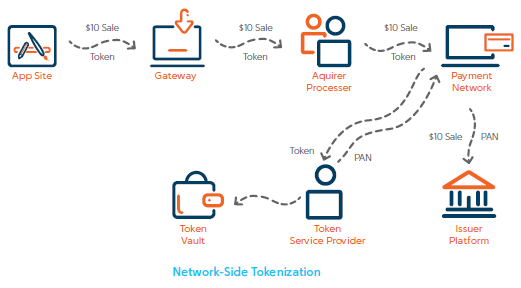 $10 Sale
$10 Sale
$10 Sale
Token
Token
Token
App Site
Gateway
Aquirer
Processer
Payment
Network
$10 Sale
PAN
Token
PAN
Token
Vault
Token
Service Provider
Issuer
Platform
Network-Side Tokenization